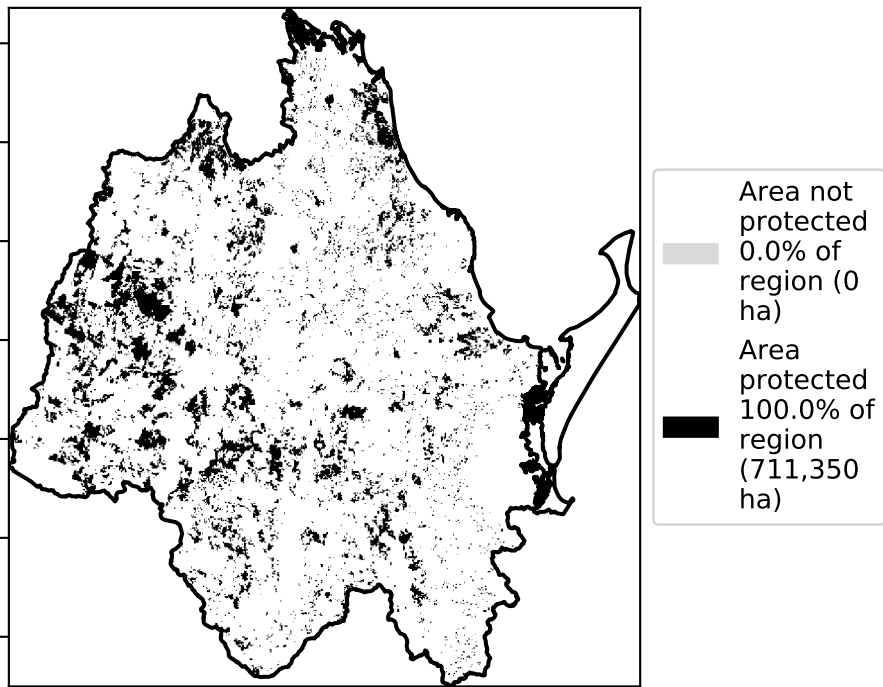 Area not
protected
0.0% of
region (0
ha)
Area
protected
100.0% of
region
(711,350
ha)